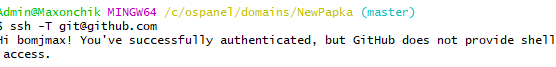 Admin@Maxonchik MINGW64 /c/ospanel/domains/NewPapka (master)
$ ssh -T git@github.com
Hi bomjmax! You've successfully authenticated, but GitHub does not provide shell
 access.